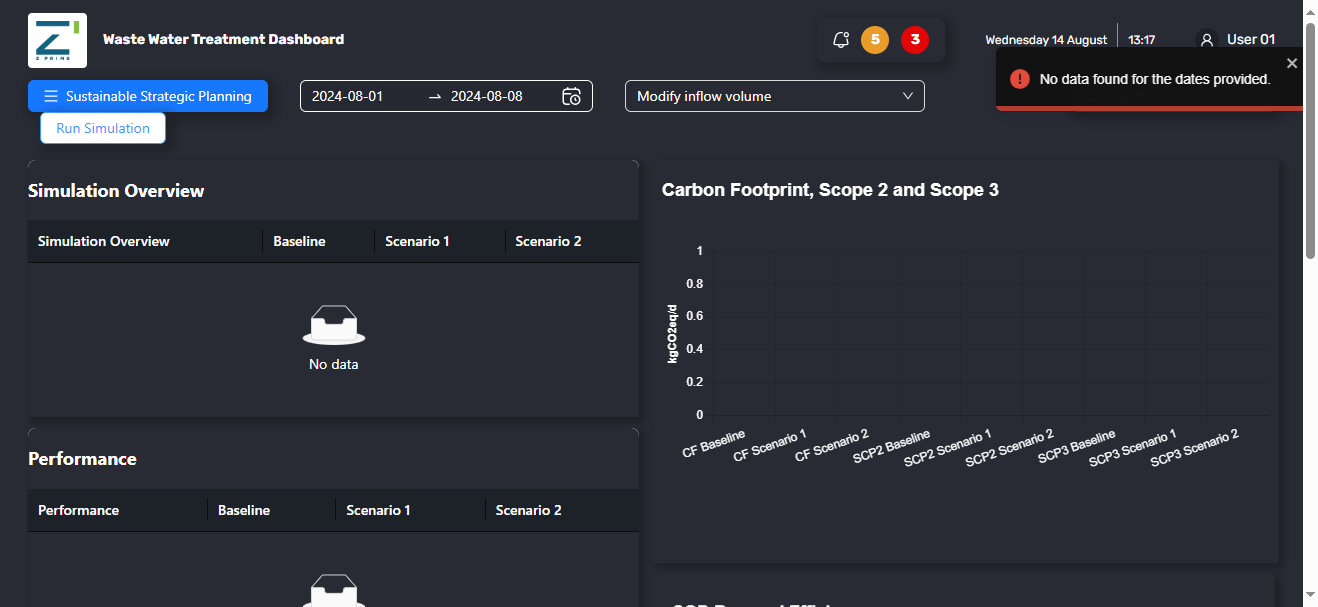 Z PRIME
Waste Water Treatment Dashboard
5
3
Wednesday 14 August
13:17
User 01
No data found for the dates provided.
Sustainable Strategic Planning
2024-08-01
2024-08-08
Modify inflow volume
Run Simulation
Simulation Overview
Simulation Overview
Baseline
Scenario 1
Scenario 2
No data
Performance
Performance
Baseline
Scenario 1
Scenario 2
Carbon Footprint, Scope 2 and Scope 3
1
0.8
0.6
0.4
0.2
0
kgCO2eq/d
CF Baseline
CF Scenario 1
CF Scenario 2
SCP2 Baseline
SCP2 Scenario 1
SCP2 Scenario 2
SCP3 Baseline
SCP3 Scenario 1
SCP3 Scenario 2